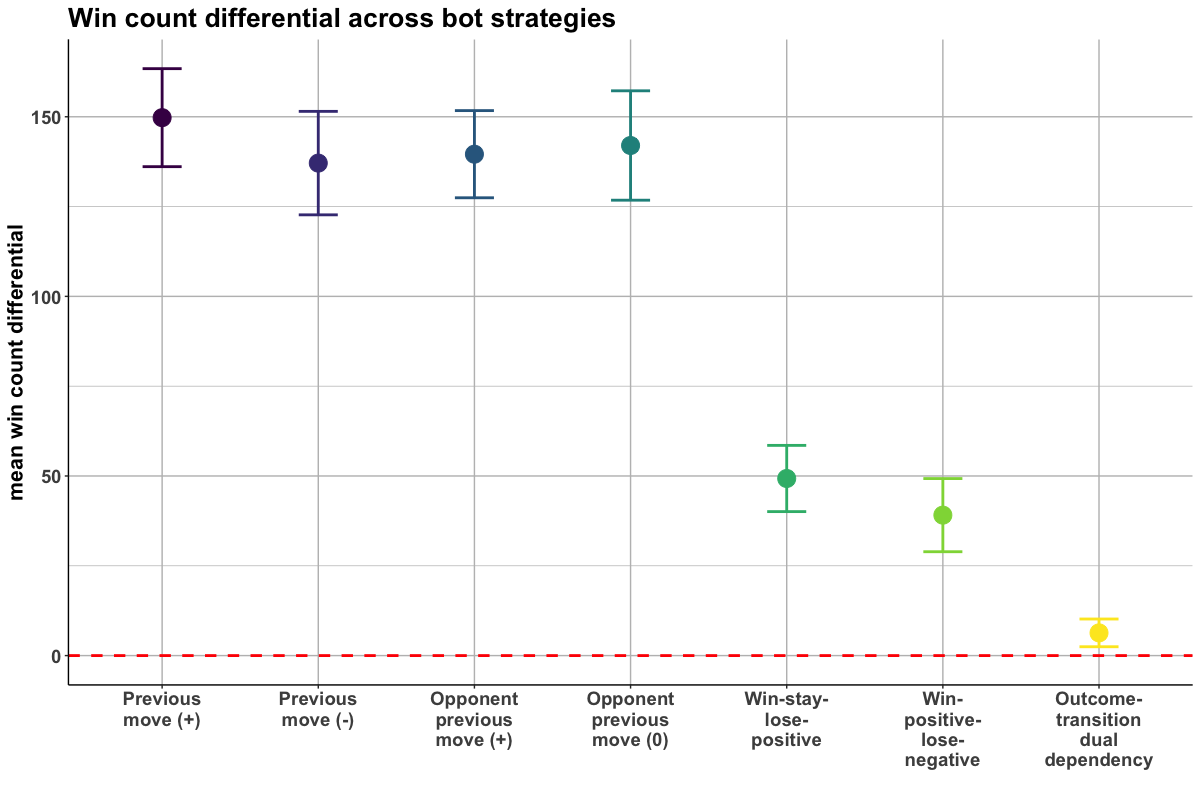 Win count differential across bot strategies
mean win count differential
150
100
50
0
Previous
move (+)
Previous
move (-)
Opponent
previous
move (+)
Opponent
previous
move (0)
Win-stay-
lose-
positive
Win-
positive-
lose-
negative
Outcome-
transition
dual
dependency